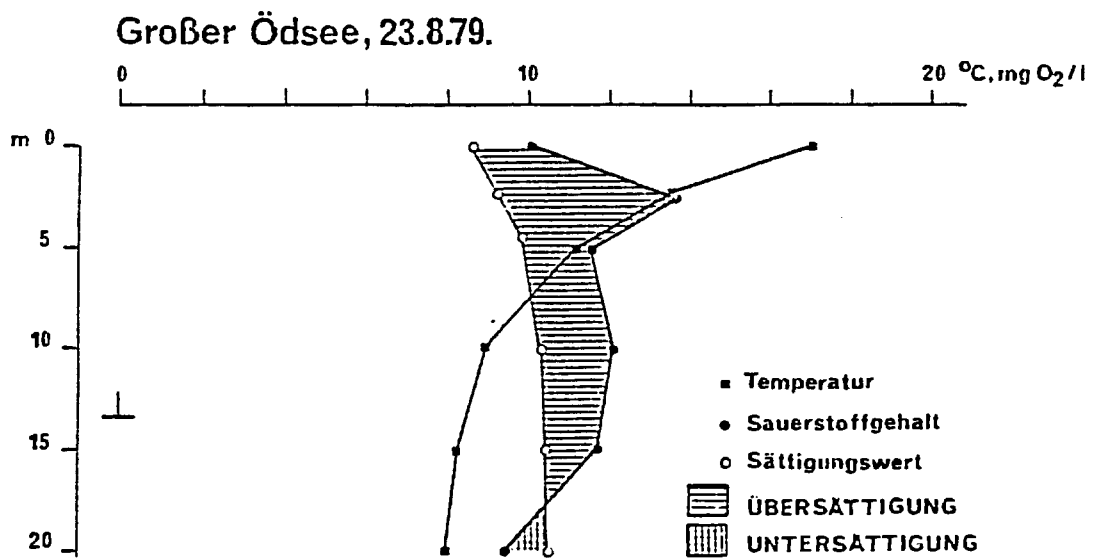 Großer Ödsee, 23.8.79.
0 10 20 °C, mg O₂/l
m 0
5
10
15
20
Temperatur
Sauerstoffgehalt
Sättigungswert
ÜBERSÄTTIGUNG
UNTERSÄTTIGUNG